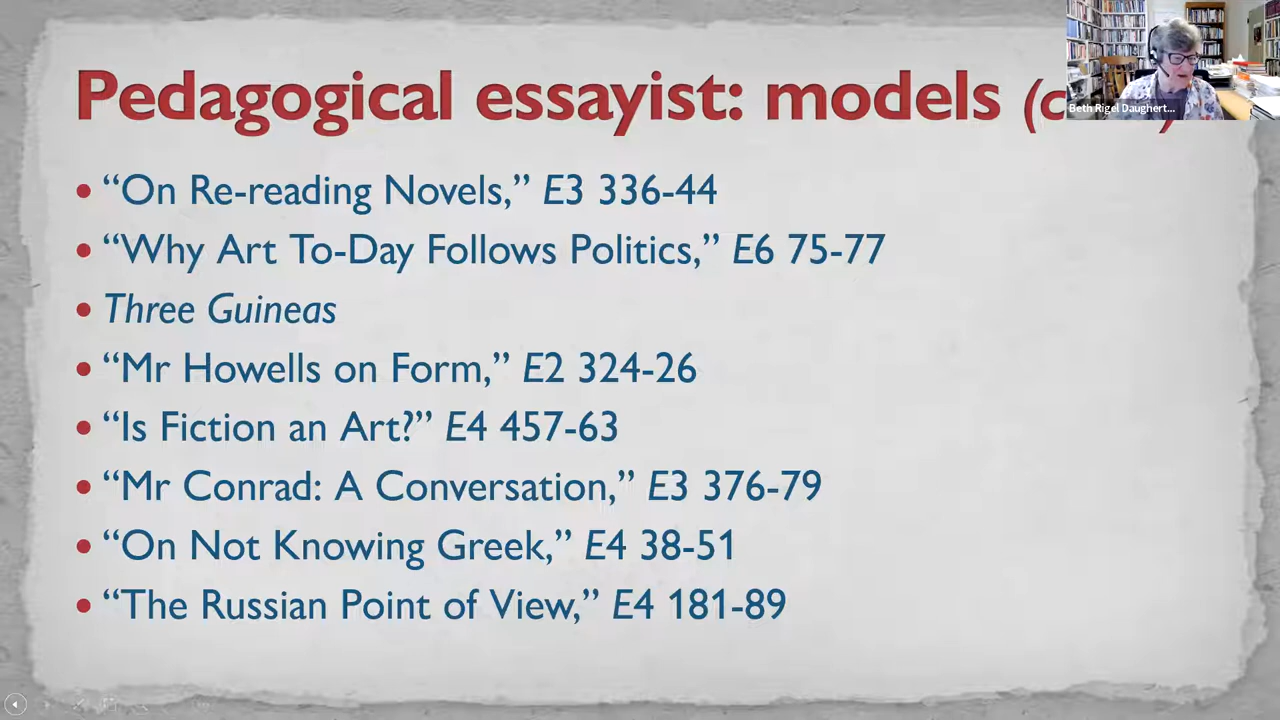 Pedagogical essayist: models (c
Beth Rigel Daughert...
• “On Re-reading Novels,” E3 336-44
• “Why Art To-Day Follows Politics,” E6 75-77
• Three Guineas
• “Mr Howells on Form,” E2 324-26
• “Is Fiction an Art?” E4 457-63
• “Mr Conrad: A Conversation,” E3 376-79
• “On Not Knowing Greek,” E4 38-51
• “The Russian Point of View,” E4 181-89